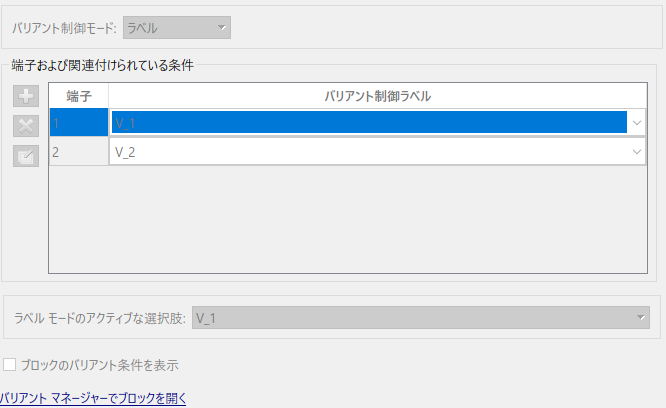 バリアント制御モード: ラベル
端子および関連付けられている条件
端子 バリアント制御ラベル
1 V_1
2 V_2
ラベル モードのアクティブな選択肢: V_1
ブロックのバリアント条件を表示
バリアント マネージャーでブロックを開く